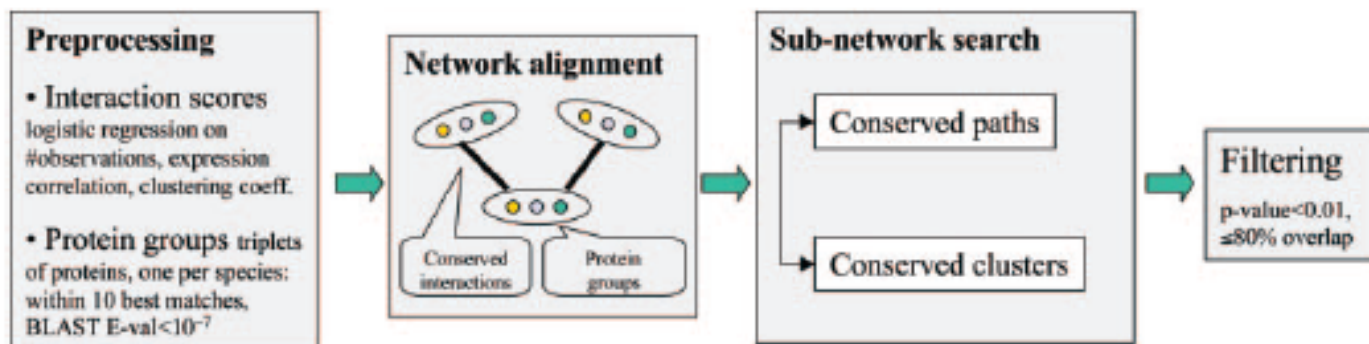 Preprocessing
• Interaction scores
logistic regression on
#observations, expression
correlation, clustering coeff.
• Protein groups triplets
of proteins, one per species:
within 10 best matches,
BLAST E-val<10⁻⁷
Network alignment
Conserved
interactions
Protein
groups
Sub-network search
Conserved paths
Conserved clusters
Filtering
p-value<0.01,
≤80% overlap